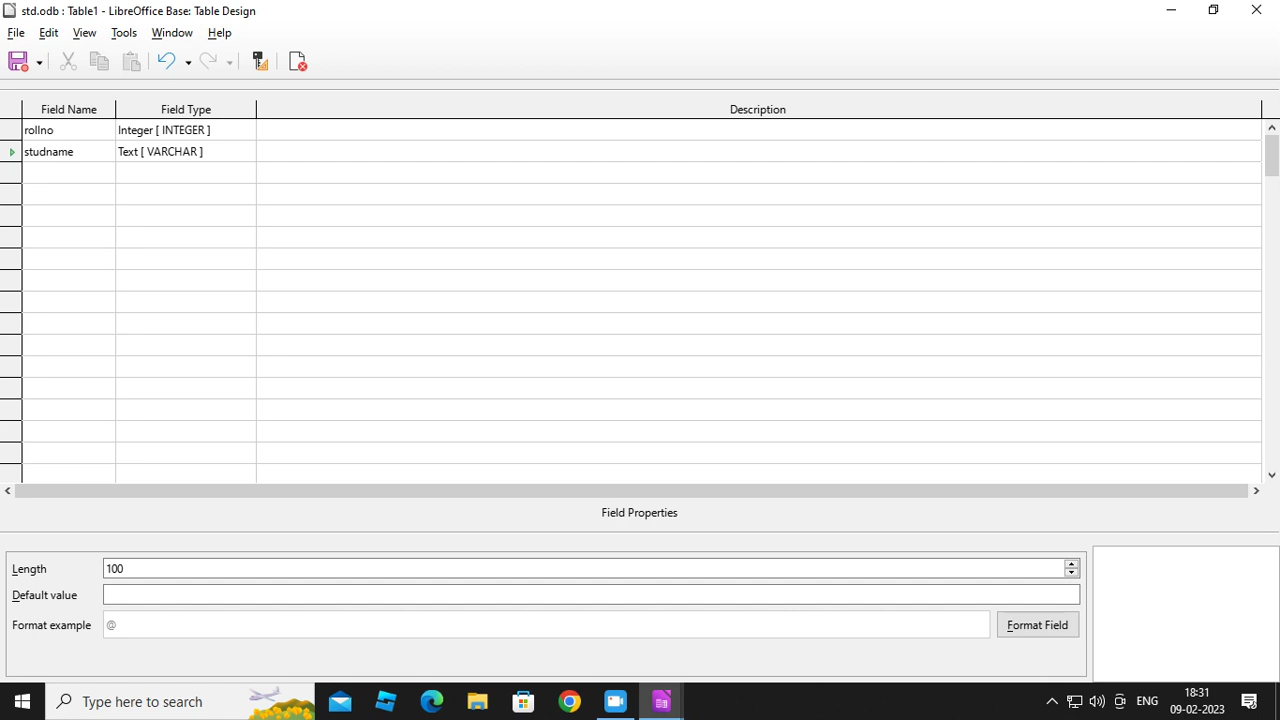 std.odb : Table1 - LibreOffice Base: Table Design
File Edit View Tools Window Help
Field Name Field Type Description
rollno Integer [ INTEGER ]
studname Text [ VARCHAR ]
Field Properties
Length 100
Default value
Format example @ Format Field
Type here to search
ENG
18:31
09-02-2023